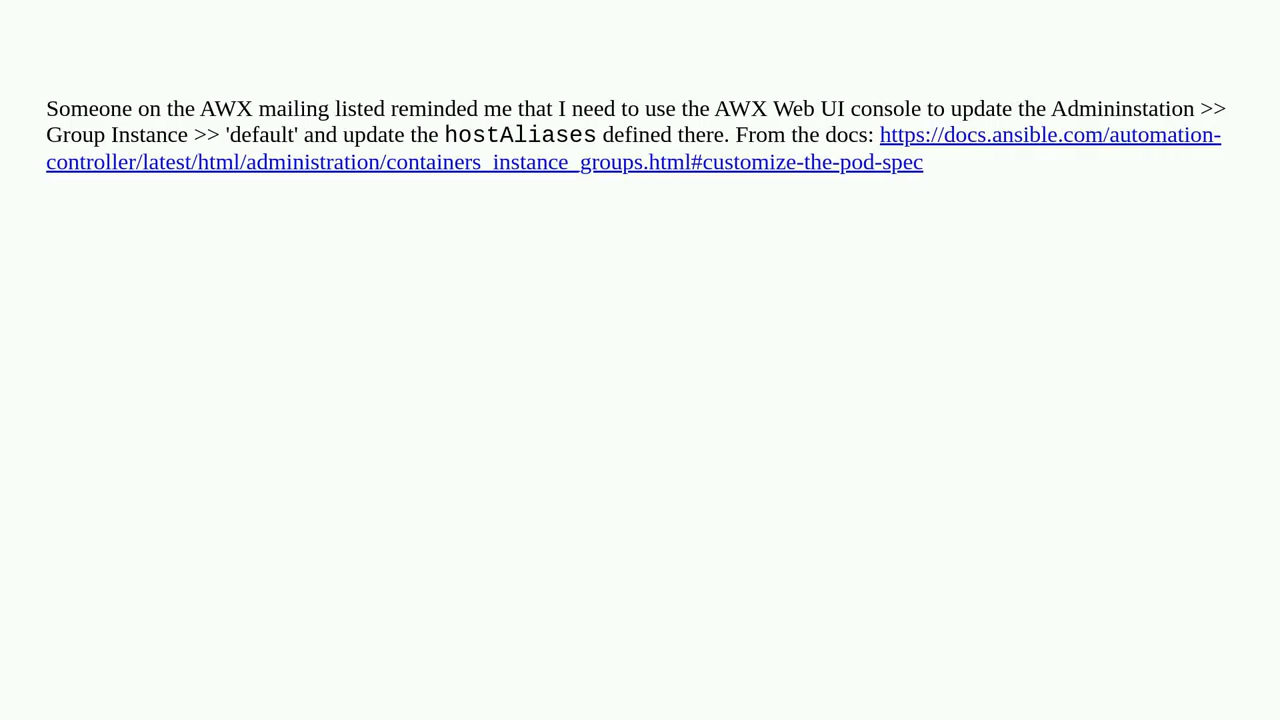 Someone on the AWX mailing listed reminded me that I need to use the AWX Web UI console to update the Admininstation >>
Group Instance >> 'default' and update the hostAliases defined there. From the docs: https://docs.ansible.com/automation-
controller/latest/html/administration/containers_instance_groups.html#customize-the-pod-spec